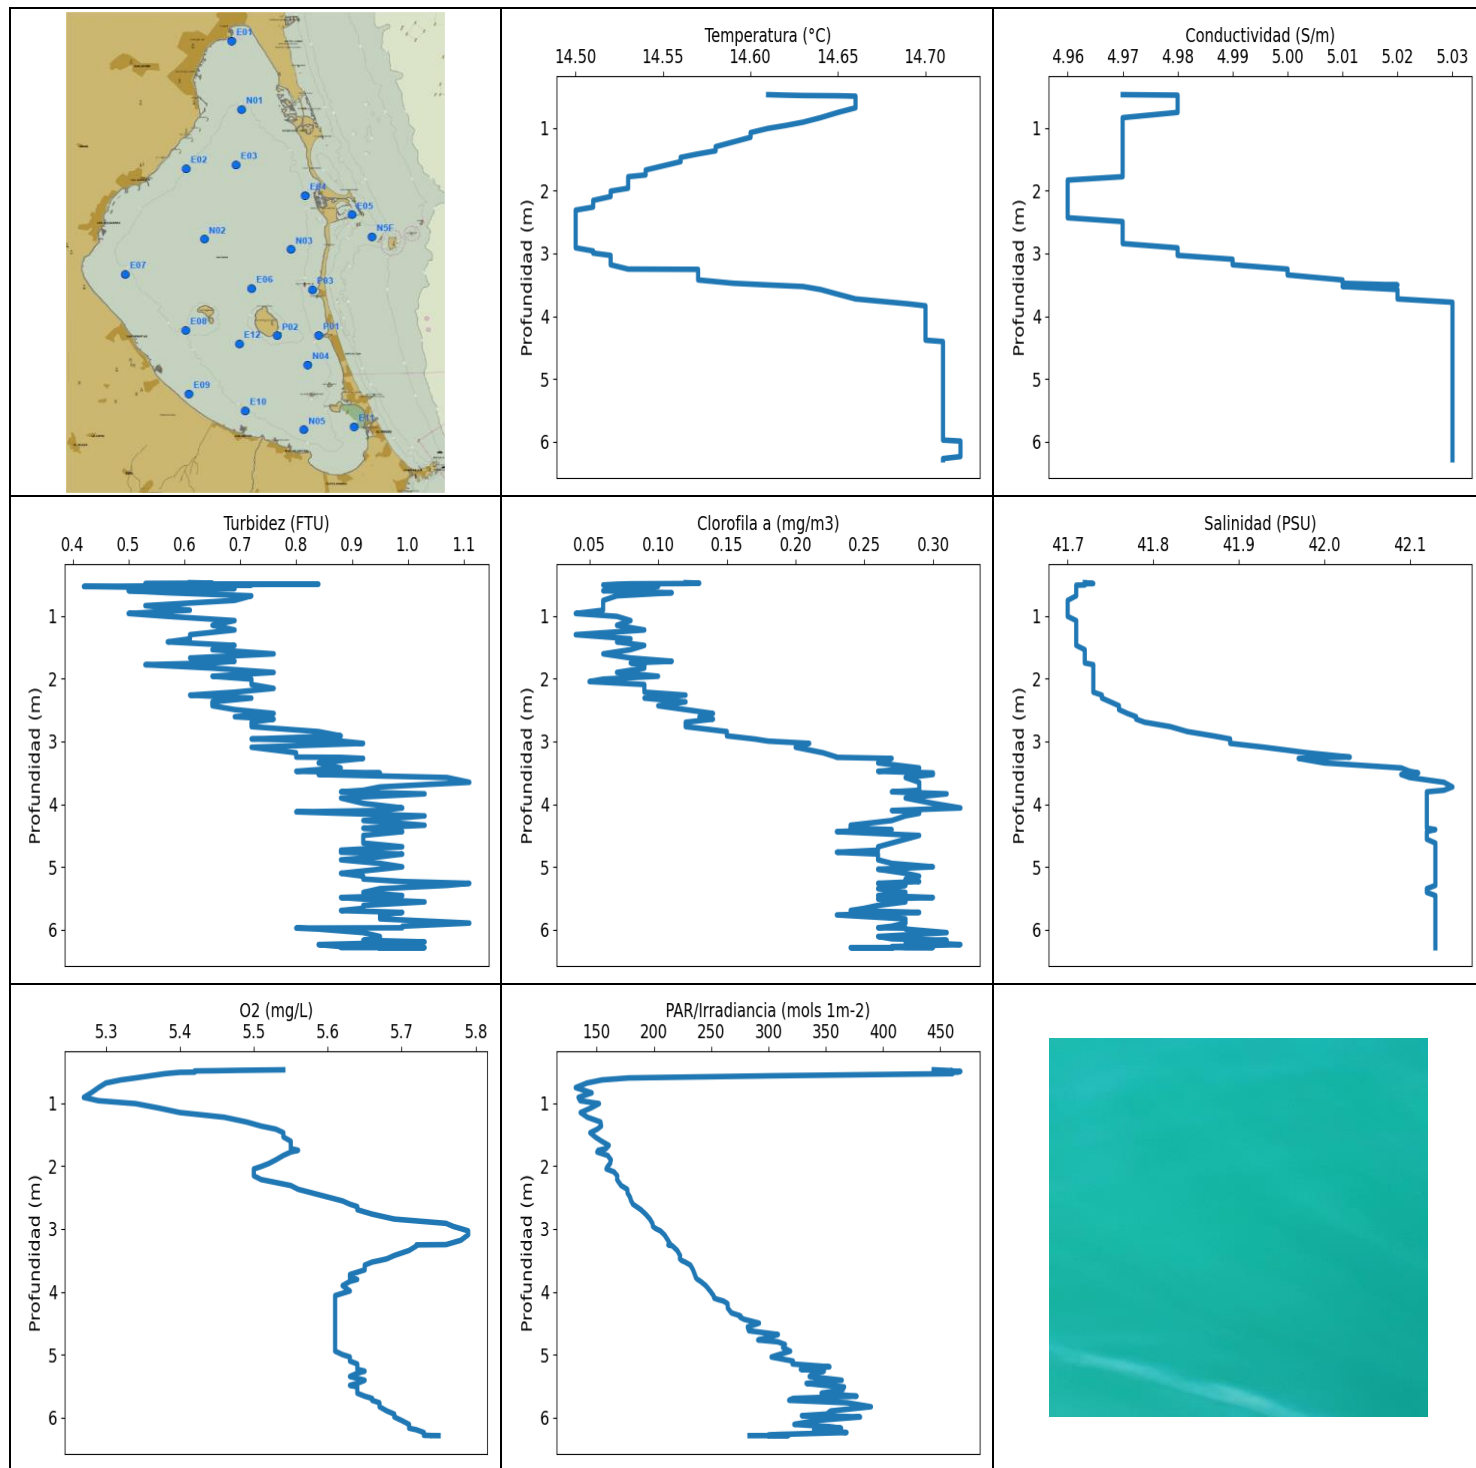 E01
N01
E02
E03
E04
E05
N5F
N02
N03
E07
E06
P03
E08
E12
P02
P01
N04
E09
E10
N05
E11
Temperatura (°C)
14.50 14.55 14.60 14.65 14.70
Profundidad (m)
1
2
3
4
5
6
Conductividad (S/m)
4.96 4.97 4.98 4.99 5.00 5.01 5.02 5.03
Profundidad (m)
1
2
3
4
5
6
Turbidez (FTU)
0.4 0.5 0.6 0.7 0.8 0.9 1.0 1.1
Profundidad (m)
1
2
3
4
5
6
Clorofila a (mg/m3)
0.05 0.10 0.15 0.20 0.25 0.30
Profundidad (m)
1
2
3
4
5
6
Salinidad (PSU)
41.7 41.8 41.9 42.0 42.1
Profundidad (m)
1
2
3
4
5
6
O2 (mg/L)
5.3 5.4 5.5 5.6 5.7 5.8
Profundidad (m)
1
2
3
4
5
6
PAR/Irradiancia (mols 1m-2)
150 200 250 300 350 400 450
Profundidad (m)
1
2
3
4
5
6